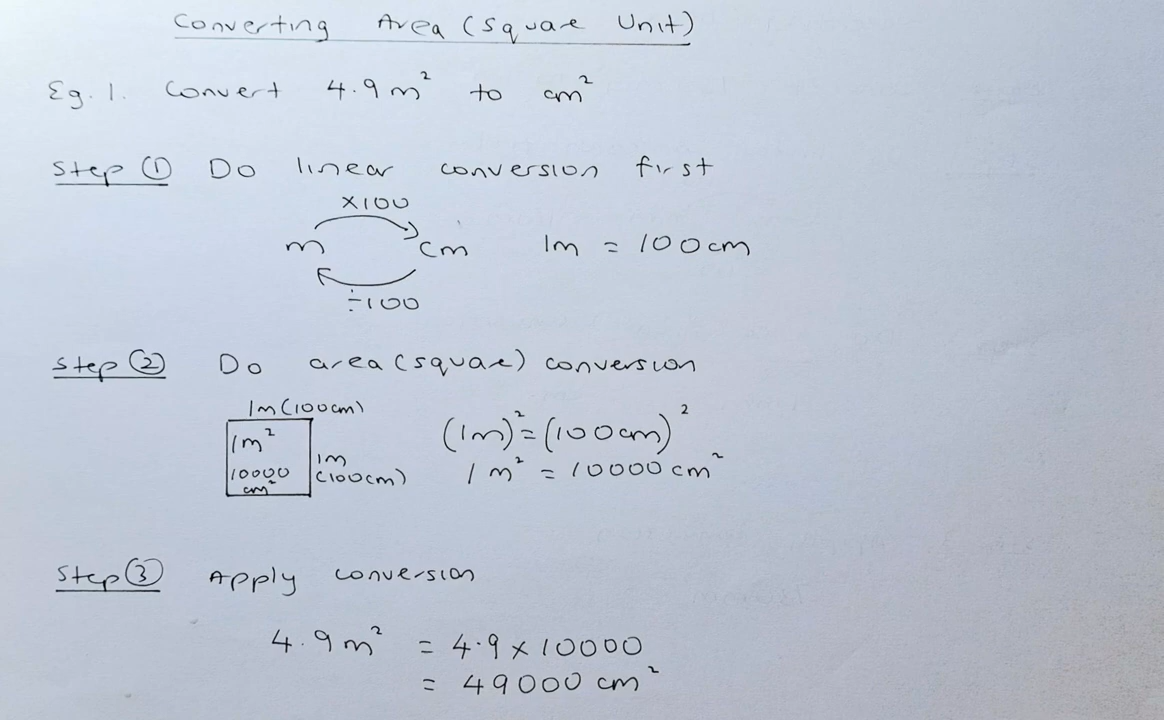 Converting Area (Square Unit)
Eg. 1. Convert 4.9m² to cm²
Step ① Do linear conversion first
×100
m cm 1m = 100cm
÷100
Step ② Do area (square) conversion
1m (100cm)
1m²
10000
cm²
1m
(100cm)
(1m)² = (100cm)²
1m² = 10000cm²
Step ③ Apply conversion
4.9m² = 4.9 × 10000
= 49000 cm²